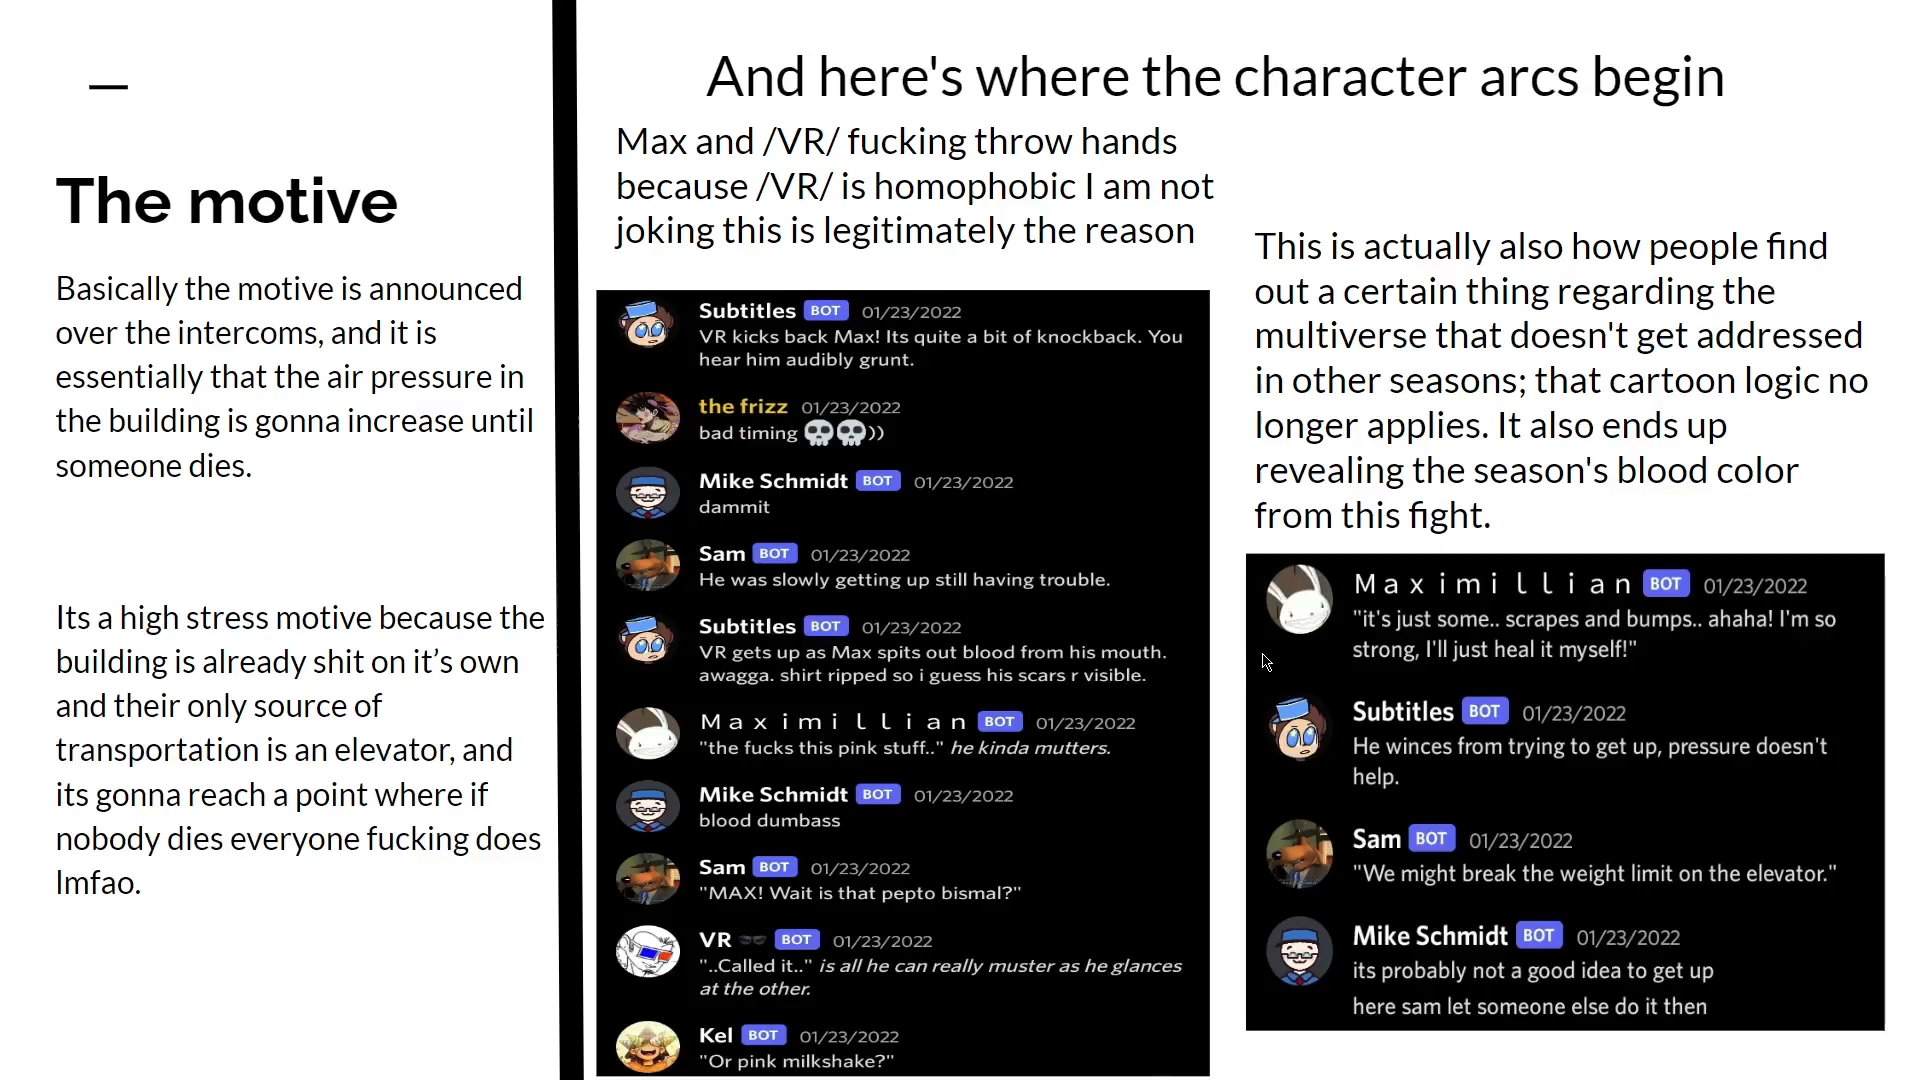 The motive
Basically the motive is announced
over the intercoms, and it is
essentially that the air pressure in
the building is gonna increase until
someone dies.
Its a high stress motive because the
building is already shit on it’s own
and their only source of
transportation is an elevator, and
its gonna reach a point where if
nobody dies everyone fucking does
lmfao.
And here's where the character arcs begin
Max and /VR/ fucking throw hands
because /VR/ is homophobic I am not
joking this is legitimately the reason
Subtitles BOT 01/23/2022
VR kicks back Max! Its quite a bit of knockback. You
hear him audibly grunt.
the frizz 01/23/2022
bad timing 💀💀))
Mike Schmidt BOT 01/23/2022
dammit
Sam BOT 01/23/2022
He was slowly getting up still having trouble.
Subtitles BOT 01/23/2022
VR gets up as Max spits out blood from his mouth.
awagga. shirt ripped so i guess his scars r visible.
M a x i m i l l i a n BOT 01/23/2022
"the fucks this pink stuff.." he kinda mutters.
Mike Schmidt BOT 01/23/2022
blood dumbass
Sam BOT 01/23/2022
"MAX! Wait is that pepto bismal?"
VR 🕶️ BOT 01/23/2022
"..Called it.." is all he can really muster as he glances
at the other.
Kel BOT 01/23/2022
"Or pink milkshake?"
This is actually also how people find
out a certain thing regarding the
multiverse that doesn't get addressed
in other seasons; that cartoon logic no
longer applies. It also ends up
revealing the season's blood color
from this fight.
M a x i m i l l i a n BOT 01/23/2022
"it's just some.. scrapes and bumps.. ahaha! I'm so
strong, I'll just heal it myself!"
Subtitles BOT 01/23/2022
He winces from trying to get up, pressure doesn't
help.
Sam BOT 01/23/2022
"We might break the weight limit on the elevator."
Mike Schmidt BOT 01/23/2022
its probably not a good idea to get up
here sam let someone else do it then